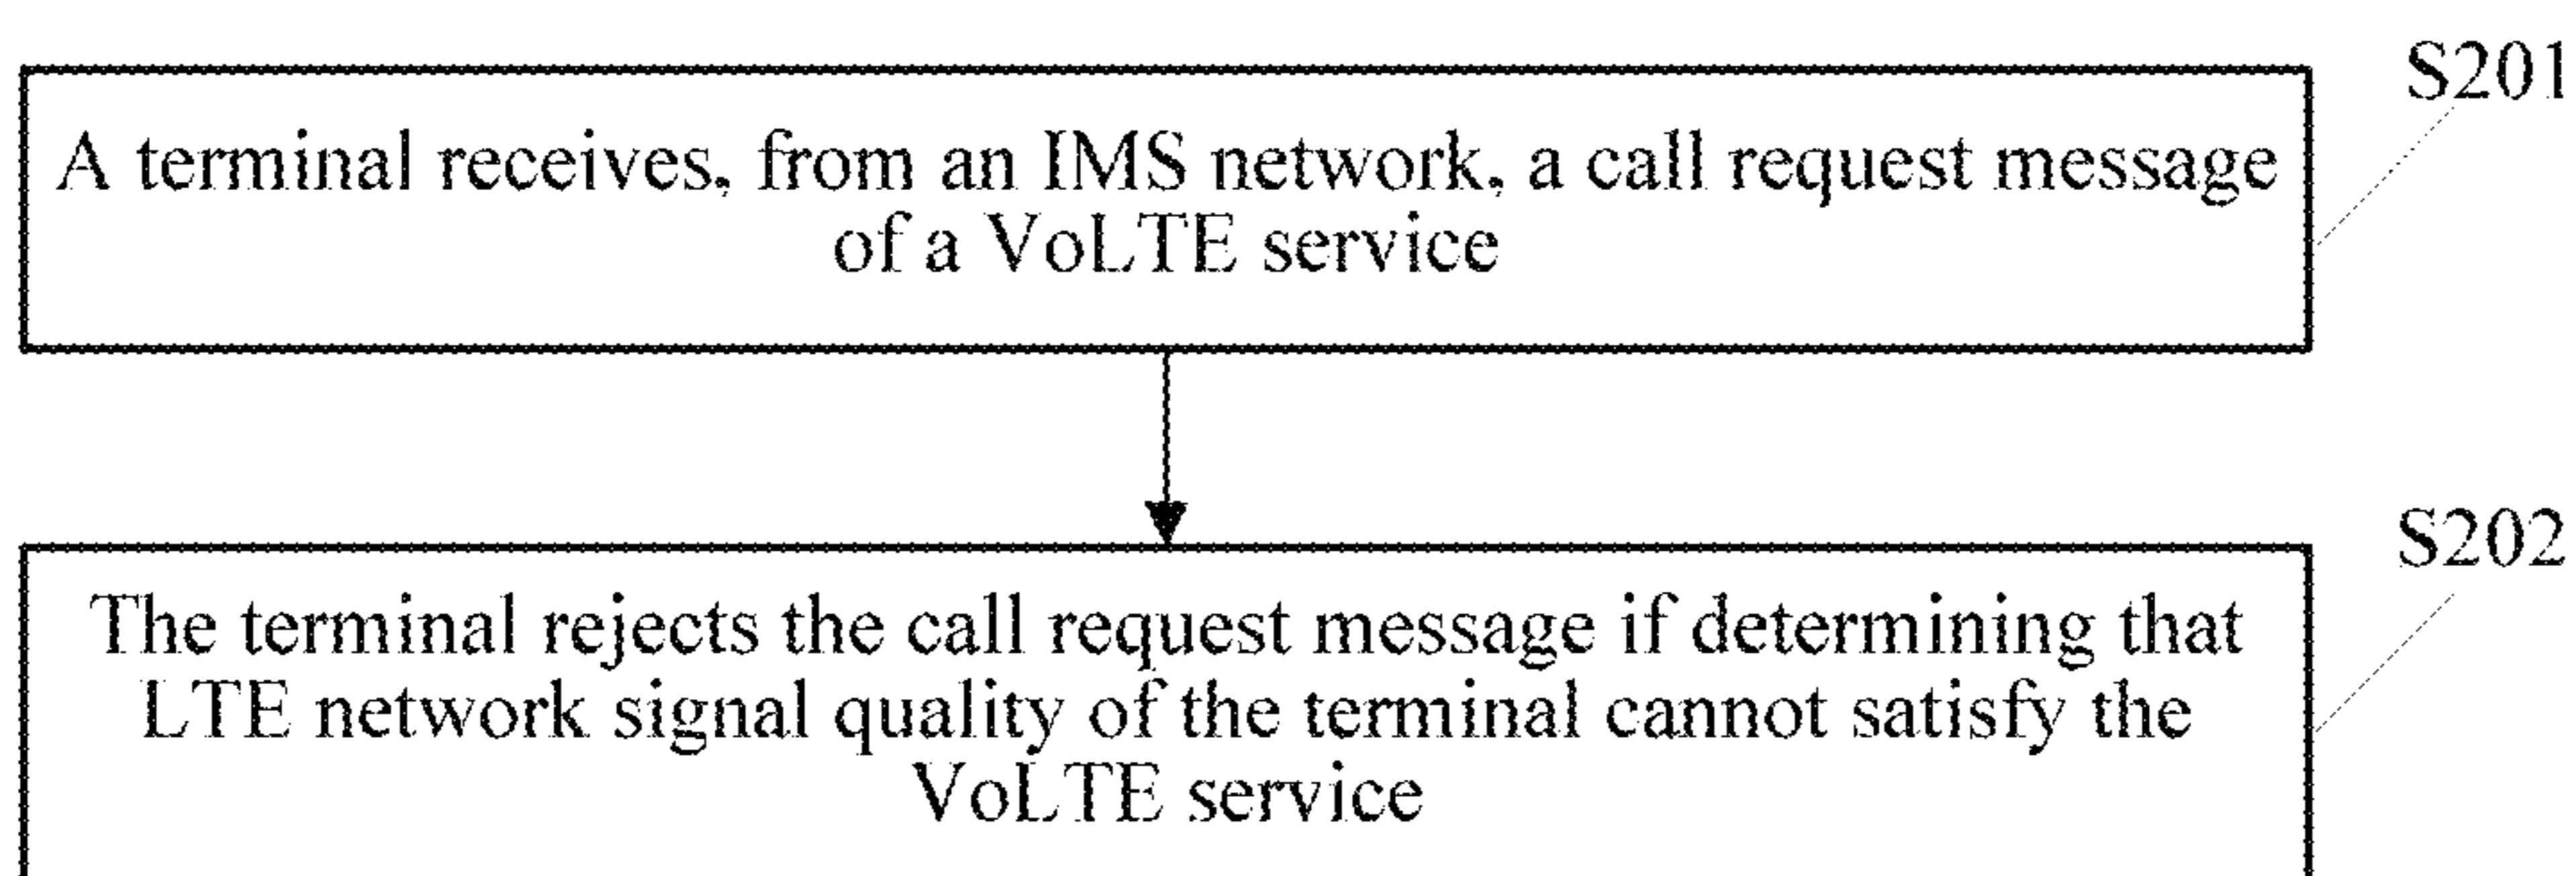 S201
A terminal receives, from an IMS network, a call request message
of a VoLTE service
S202
The terminal rejects the call request message if determining that
LTE network signal quality of the terminal cannot satisfy the
VoLTE service